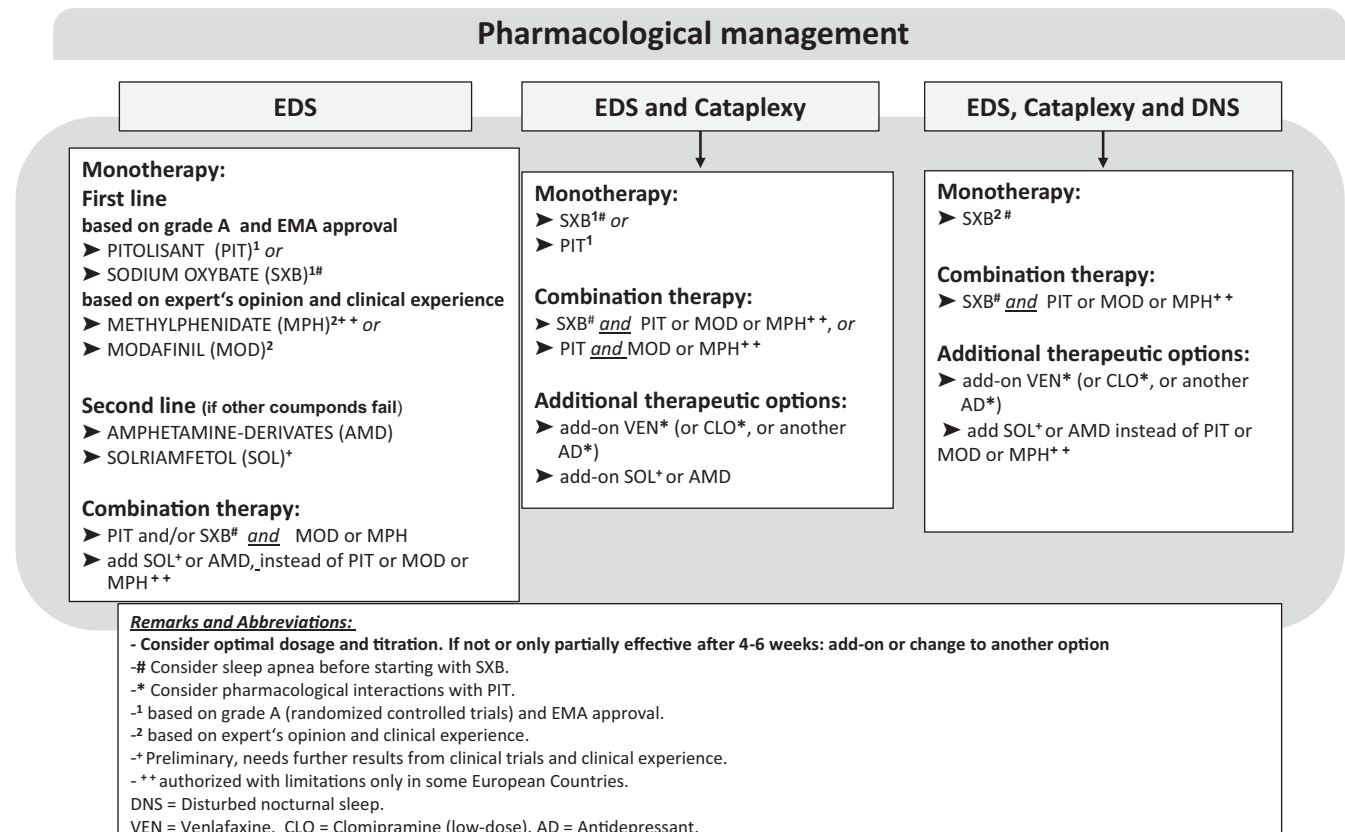 Pharmacological management
EDS
Monotherapy:
First line
based on grade A and EMA approval
➤ PITOLISANT (PIT)¹ or
➤ SODIUM OXYBATE (SXB)¹#
based on expert‘s opinion and clinical experience
➤ METHYLPHENIDATE (MPH)²⁺ ⁺ or
➤ MODAFINIL (MOD)²
Second line (if other coumponds fail)
➤ AMPHETAMINE-DERIVATES (AMD)
➤ SOLRIAMFETOL (SOL)⁺
Combination therapy:
➤ PIT and/or SXB# and MOD or MPH
➤ add SOL⁺ or AMD, instead of PIT or MOD or
MPH⁺ ⁺
EDS and Cataplexy
Monotherapy:
➤ SXB¹# or
➤ PIT¹
Combination therapy:
➤ SXB# and PIT or MOD or MPH⁺ ⁺, or
➤ PIT and MOD or MPH⁺ ⁺
Additional therapeutic options:
➤ add-on VEN* (or CLO*, or another
AD*)
➤ add-on SOL⁺ or AMD
EDS, Cataplexy and DNS
Monotherapy:
➤ SXB² #
Combination therapy:
➤ SXB# and PIT or MOD or MPH⁺ ⁺
Additional therapeutic options:
➤ add-on VEN* (or CLO*, or another
AD*)
➤ add SOL⁺ or AMD instead of PIT or
MOD or MPH⁺ ⁺
Remarks and Abbreviations:
- Consider optimal dosage and titration. If not or only partially effective after 4-6 weeks: add-on or change to another option
-# Consider sleep apnea before starting with SXB.
-* Consider pharmacological interactions with PIT.
-¹ based on grade A (randomized controlled trials) and EMA approval.
-² based on expert‘s opinion and clinical experience.
-⁺ Preliminary, needs further results from clinical trials and clinical experience.
- ⁺⁺ authorized with limitations only in some European Countries.
DNS = Disturbed nocturnal sleep.
VEN = Venlafaxine, CLO = Clomipramine (low-dose), AD = Antidepressant.